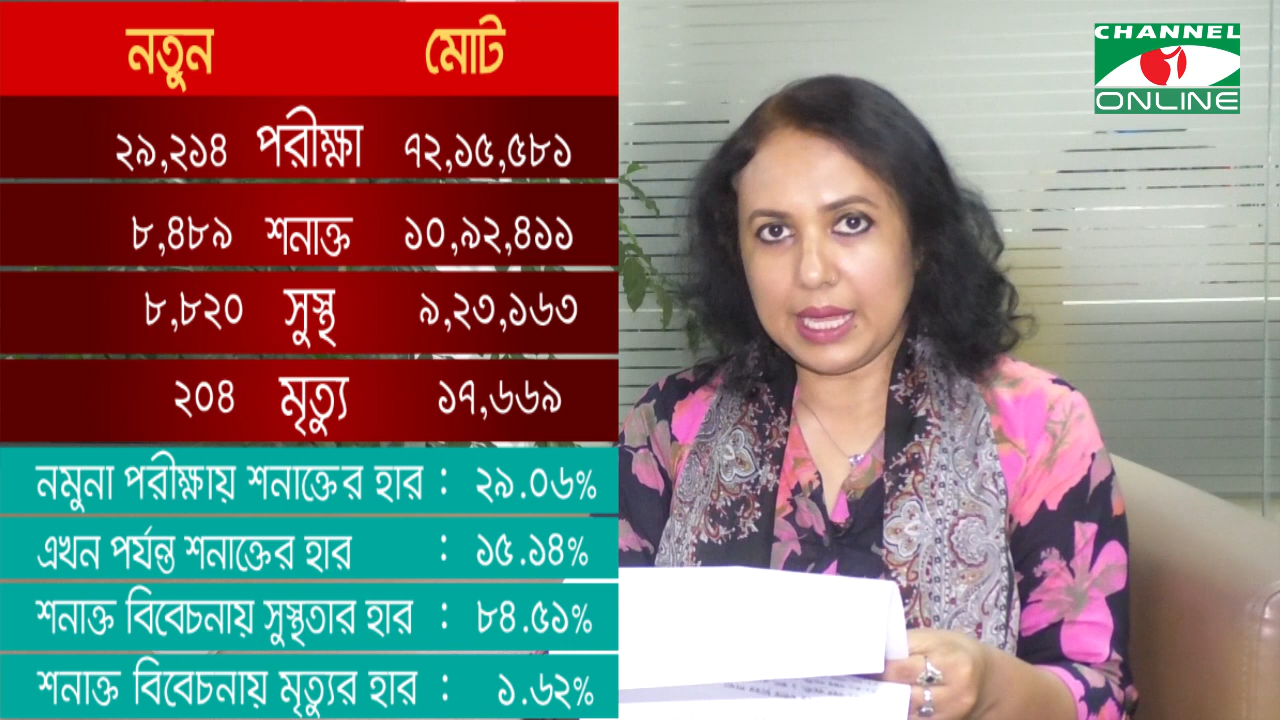 নতুন মোট
২৯,২১৪ পরীক্ষা ৭২,১৫,৫৮১
৮,৪৮৯ শনাক্ত ১০,৯২,৪১১
৮,৮২০ সুস্থ ৯,২৩,১৬৩
২০৪ মৃত্যু ১৭,৬৬৯
নমুনা পরীক্ষায় শনাক্তের হার : ২৯.০৬%
এখন পর্যন্ত শনাক্তের হার : ১৫.১৪%
শনাক্ত বিবেচনায় সুস্থতার হার : ৮৪.৫১%
শনাক্ত বিবেচনায় মৃত্যুর হার : ১.৬২%
CHANNEL
ONLINE